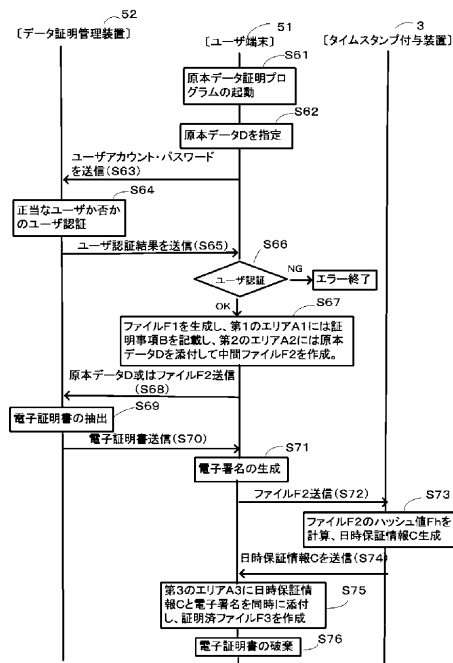 52
〔データ証明管理装置〕
51
〔ユーザ端末〕
3
〔タイムスタンプ付与装置〕
S61
原本データ証明プロ
グラムの起動
S62
原本データDを指定
ユーザアカウント・パスワード
を送信(S63)
S64
正当なユーザか否か
のユーザ認証
ユーザ認証結果を送信(S65)
S66
ユーザ認証
NG
エラー終了
OK
S67
ファイルF1を生成し、第1のエリアA1には証
明事項Bを記載し、第2のエリアA2には原本
データDを添付して中間ファイルF2を作成。
原本データD或はファイルF2送信
(S68)
S69
電子証明書の抽出
電子証明書送信(S70)
S71
電子署名の生成
ファイルF2送信(S72)
S73
ファイルF2のハッシュ値Fhを
計算、日時保証情報C生成
日時保証情報Cを送信(S74)
S75
第3のエリアA3に日時保証情
報Cと電子署名を同時に添付
し、証明済ファイルF3を作成
S76
電子証明書の破棄